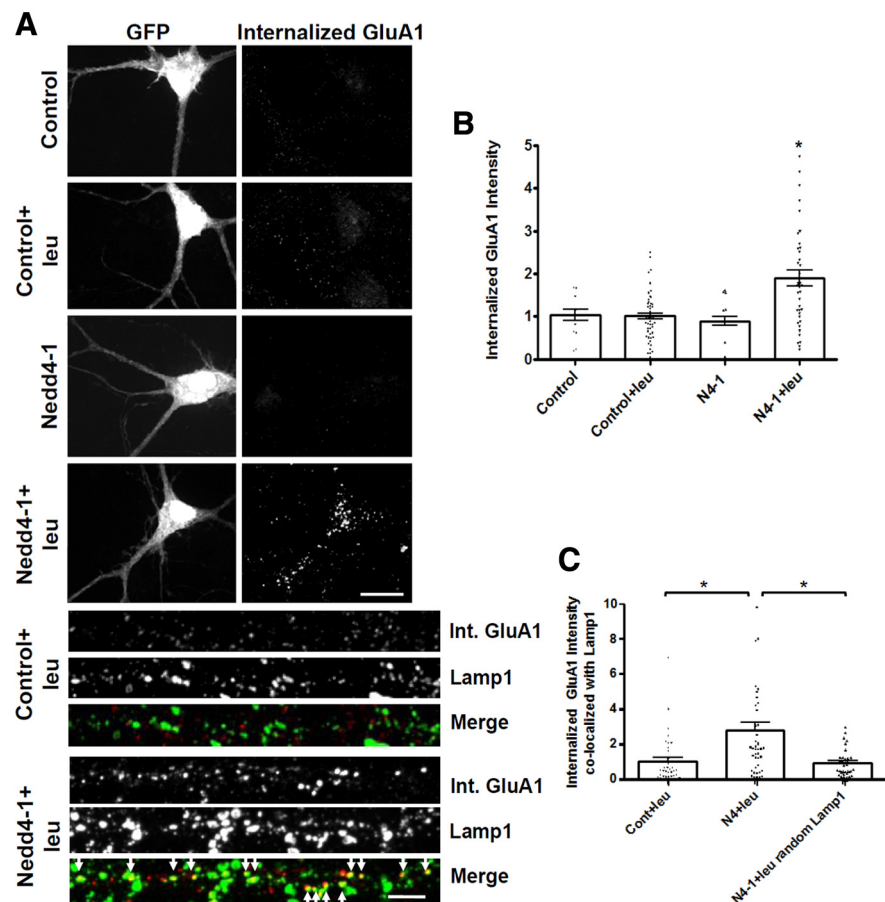 A
GFP
Internalized GluA1
Control
Control+
leu
Nedd4-1
Nedd4-1+
leu
Control+
leu
Int. GluA1
Lamp1
Merge
Nedd4-1+
leu
Int. GluA1
Lamp1
Merge
B
Internalized GluA1 Intensity
5
4
3
2
1
0
*
Control
Control+leu
N4-1
N4-1+leu
C
Internalized GluA1 Intensity
co-localized with Lamp1
10
8
6
4
2
0
*
*
Cont+leu
N4+leu
N4-1+leu random Lamp1